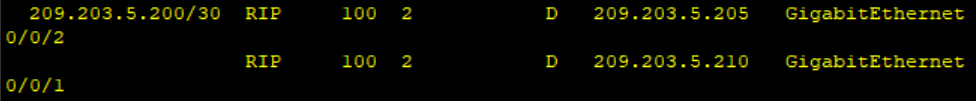 209.203.5.200/30 RIP 100 2 D 209.203.5.205 GigabitEthernet
0/0/2
RIP 100 2 D 209.203.5.210 GigabitEthernet
0/0/1